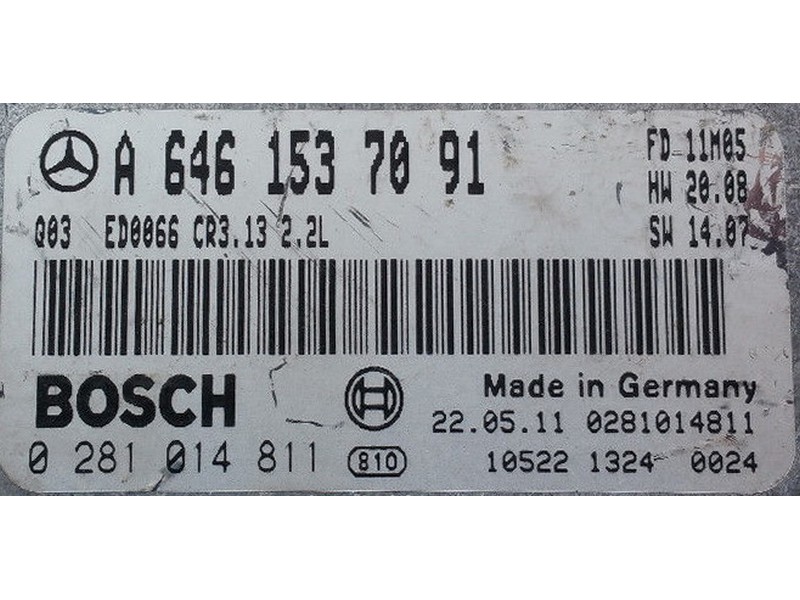 A 646 153 70 91 FD 11M05
HW 20.08
Q03 ED0066 CR3.13 2.2L SW 14.07
BOSCH Made in Germany
22.05.11 0281014811
0 281 014 811 810 10522 1324 0024